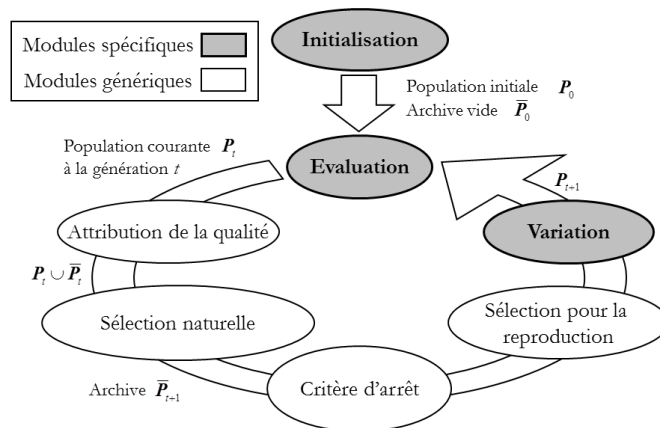 Modules spécifiques
Modules génériques
Initialisation
Population initiale P₀
Archive vide P̅₀
Population courante Pₜ
à la génération t
Evaluation
Pₜ₊₁
Attribution de la qualité
Variation
Pₜ ∪ P̅ₜ
Sélection naturelle
Sélection pour la
reproduction
Archive P̅ₜ₊₁
Critère d'arrêt